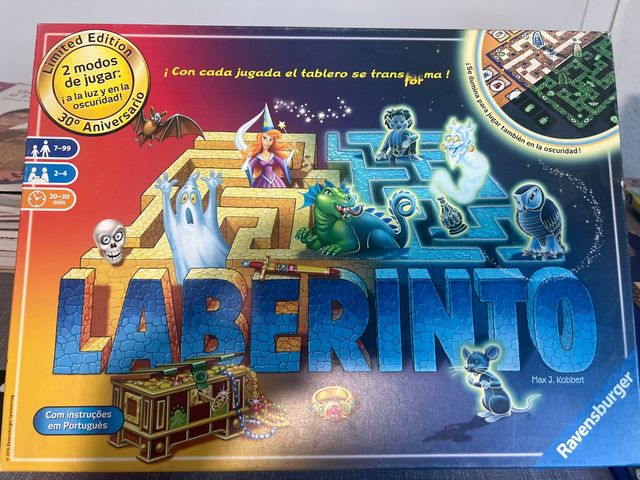 Limited Edition
2 modos
de jugar:
¡a la luz y en la
oscuridad!
30º Aniversario
¡Con cada jugada el tablero se transforma!
¡Se ilumina para jugar también en la oscuridad!
7-99
2-4
20-30
min
LABERINTO
Max J. Kobbert
Com instruções
em Português
Ravensburger